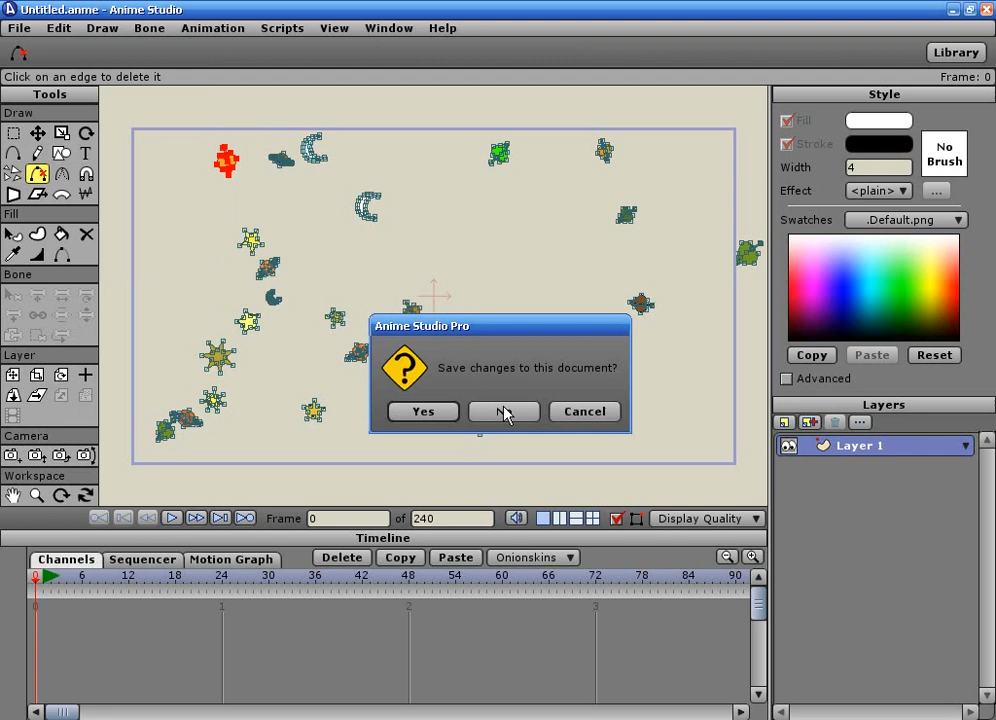 Untitled.anme - Anime Studio
File Edit Draw Bone Animation Scripts View Window Help
Library
Click on an edge to delete it
Frame: 0
Tools
Draw
T
Fill
Bone
Layer
Camera
Workspace
Style
Fill
Stroke
Width
4
No
Brush
Effect
<plain>
...
Swatches
.Default.png
Copy
Paste
Reset
Advanced
Layers
...
Layer 1
Anime Studio Pro
?
Save changes to this document?
Yes
Cancel
Frame
0
of
240
Display Quality
Timeline
Channels
Sequencer
Motion Graph
Delete
Copy
Paste
Onionskins
0 6 12 18 24 30 36 42 48 54 60 66 72 78 84 90
0 1 2 3